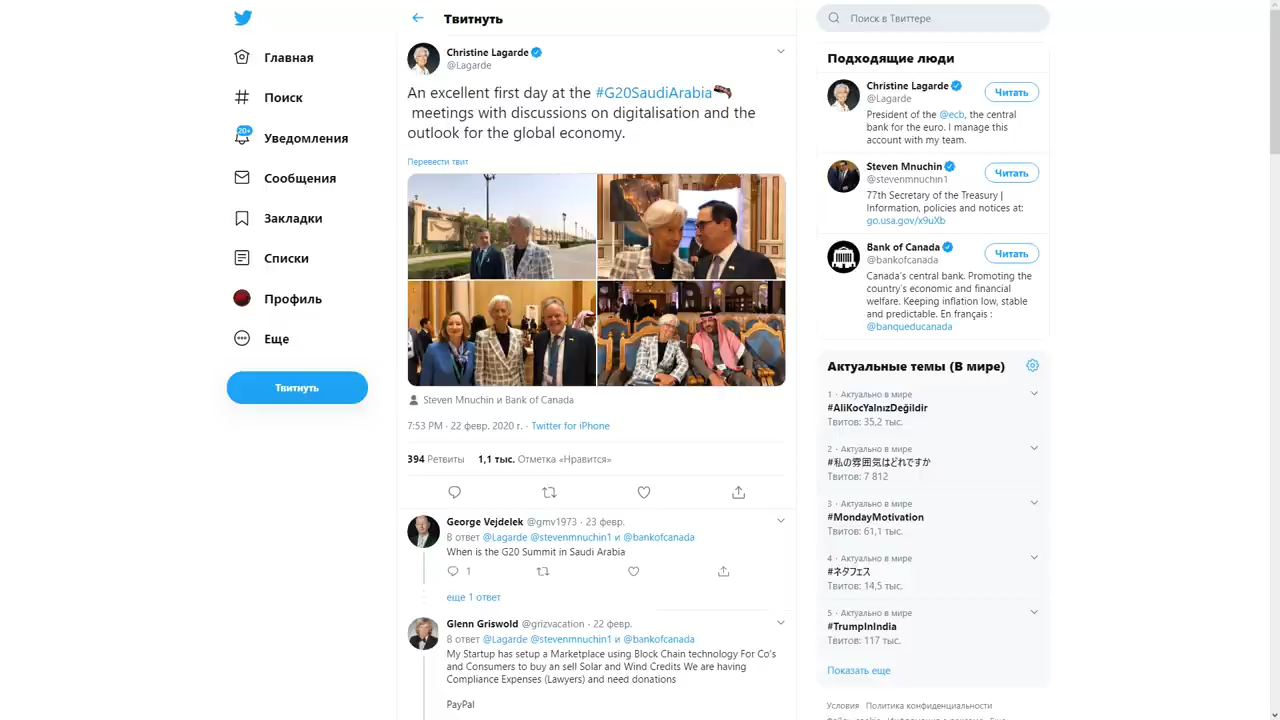 Твитнуть
Поиск в Твиттере
Главная
Поиск
20+
Уведомления
Сообщения
Закладки
Списки
Профиль
Еще
Твитнуть
Christine Lagarde
@Lagarde
An excellent first day at the #G20SaudiArabia
meetings with discussions on digitalisation and the
outlook for the global economy.
Перевести твит
Steven Mnuchin и Bank of Canada
7:53 PM · 22 февр. 2020 г. · Twitter for iPhone
394 Ретвиты 1,1 тыс. Отметка «Нравится»
George Vejdelek @gmv1973 · 23 февр.
В ответ @Lagarde @stevenmnuchin1 и @bankofcanada
When is the G20 Summit in Saudi Arabia
1
еще 1 ответ
Glenn Griswold @grizvacation · 22 февр.
В ответ @Lagarde @stevenmnuchin1 и @bankofcanada
My Startup has setup a Marketplace using Block Chain technology For Co's
and Consumers to buy an sell Solar and Wind Credits We are having
Compliance Expenses (Lawyers) and need donations
PayPal
Подходящие люди
Christine Lagarde
@Lagarde
Читать
President of the @ecb, the central
bank for the euro. I manage this
account with my team.
Steven Mnuchin
@stevenmnuchin1
Читать
77th Secretary of the Treasury |
Information, policies and notices at:
go.usa.gov/x9uXb
Bank of Canada
@bankofcanada
Читать
Canada's central bank. Promoting the
country's economic and financial
welfare. Keeping inflation low, stable
and predictable. En français :
@banqueducanada
Актуальные темы (В мире)
1 · Актуально в мире
#AliKocYalnızDeğildir
Твитов: 35,2 тыс.
2 · Актуально в мире
#私の雰囲気はどれですか
Твитов: 7 812
3 · Актуально в мире
#MondayMotivation
Твитов: 61,1 тыс.
4 · Актуально в мире
#ネタフェス
Твитов: 14,5 тыс.
5 · Актуально в мире
#TrumpInIndia
Твитов: 117 тыс.
Показать еще
Условия Политика конфиденциальности